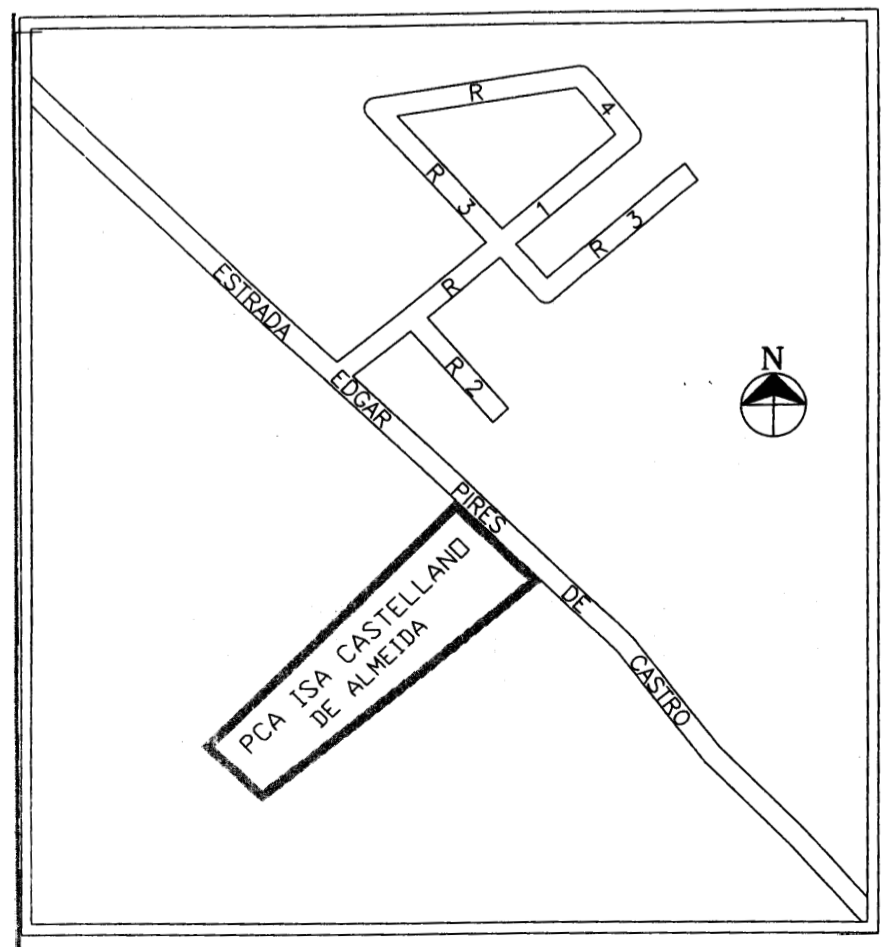 R 4
R 3
R 1
R 3
R 2
N
ESTRADA EDGAR PIRES DE CASTRO
PCA ISA CASTELLANO
DE ALMEIDA